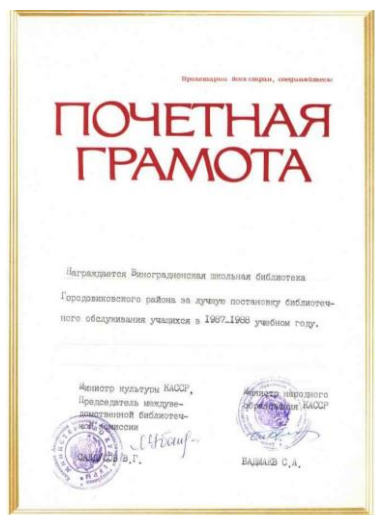 Пролетарии всех стран, соединяйтесь!
ПОЧЕТНАЯ
ГРАМОТА
Награждается Виноградненская школьная библиотека
Городовиковского района за лучшую постановку библиотеч-
ного обслуживания учащихся в 1987-1988 учебном году.
Министр культуры КАССР,
Председатель междуве-
домственной библиотеч-
ной комиссии
В.Г.
Министр народного
образования КАССР
БАДМАЕВ С.А.